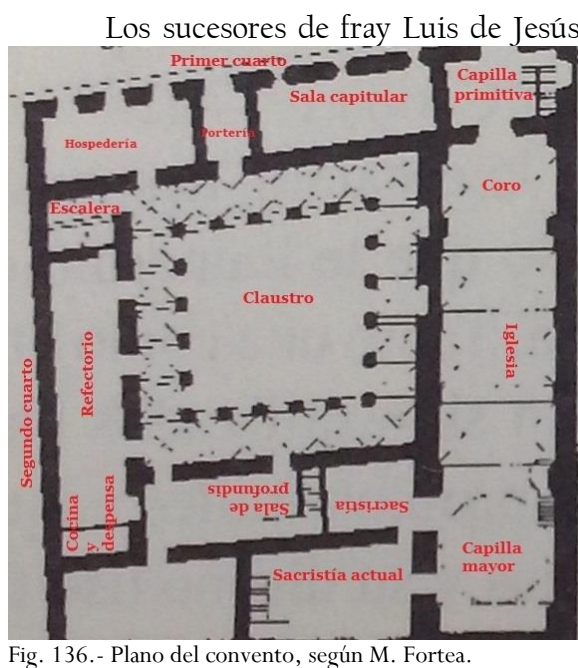 Los sucesores de fray Luis de Jesús
Primer cuarto
Capilla
primitiva
Sala capitular
Portería
Hospedería
Coro
Escalera
Claustro
Iglesia
Refectorio
Segundo cuarto
Sala de
profundis
Sacristía
Cocina
y
despensa
Capilla
mayor
Sacristía actual
Fig. 136.- Plano del convento, según M. Fortea.